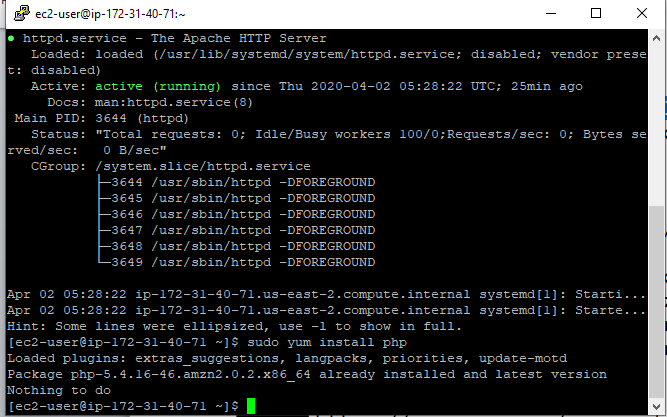 ec2-user@ip-172-31-40-71:~
● httpd.service - The Apache HTTP Server
Loaded: loaded (/usr/lib/systemd/system/httpd.service; disabled; vendor prese
t: disabled)
Active: active (running) since Thu 2020-04-02 05:28:22 UTC; 25min ago
Docs: man:httpd.service(8)
Main PID: 3644 (httpd)
Status: "Total requests: 0; Idle/Busy workers 100/0;Requests/sec: 0; Bytes se
rved/sec:   0 B/sec"
CGroup: /system.slice/httpd.service
├─3644 /usr/sbin/httpd -DFOREGROUND
├─3645 /usr/sbin/httpd -DFOREGROUND
├─3646 /usr/sbin/httpd -DFOREGROUND
├─3647 /usr/sbin/httpd -DFOREGROUND
├─3648 /usr/sbin/httpd -DFOREGROUND
└─3649 /usr/sbin/httpd -DFOREGROUND
Apr 02 05:28:22 ip-172-31-40-71.us-east-2.compute.internal systemd[1]: Starti...
Apr 02 05:28:22 ip-172-31-40-71.us-east-2.compute.internal systemd[1]: Starte...
Hint: Some lines were ellipsized, use -l to show in full.
[ec2-user@ip-172-31-40-71 ~]$ sudo yum install php
Loaded plugins: extras_suggestions, langpacks, priorities, update-motd
Package php-5.4.16-46.amzn2.0.2.x86_64 already installed and latest version
Nothing to do
[ec2-user@ip-172-31-40-71 ~]$